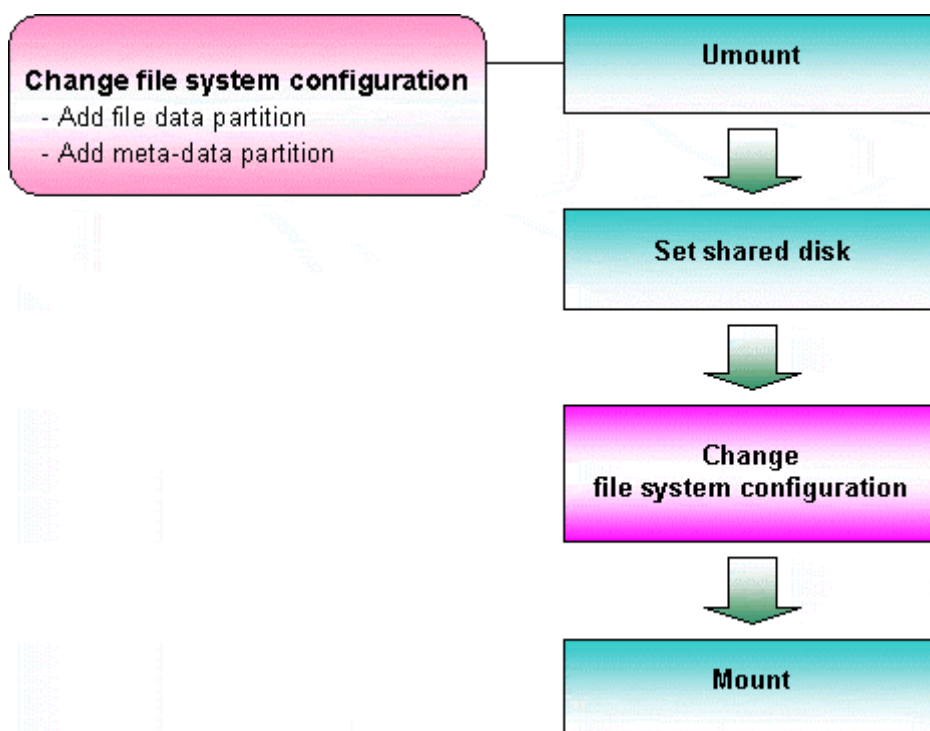 Change file system configuration
- Add file data partition
- Add meta-data partition
Umount
Set shared disk
Change
file system configuration
Mount